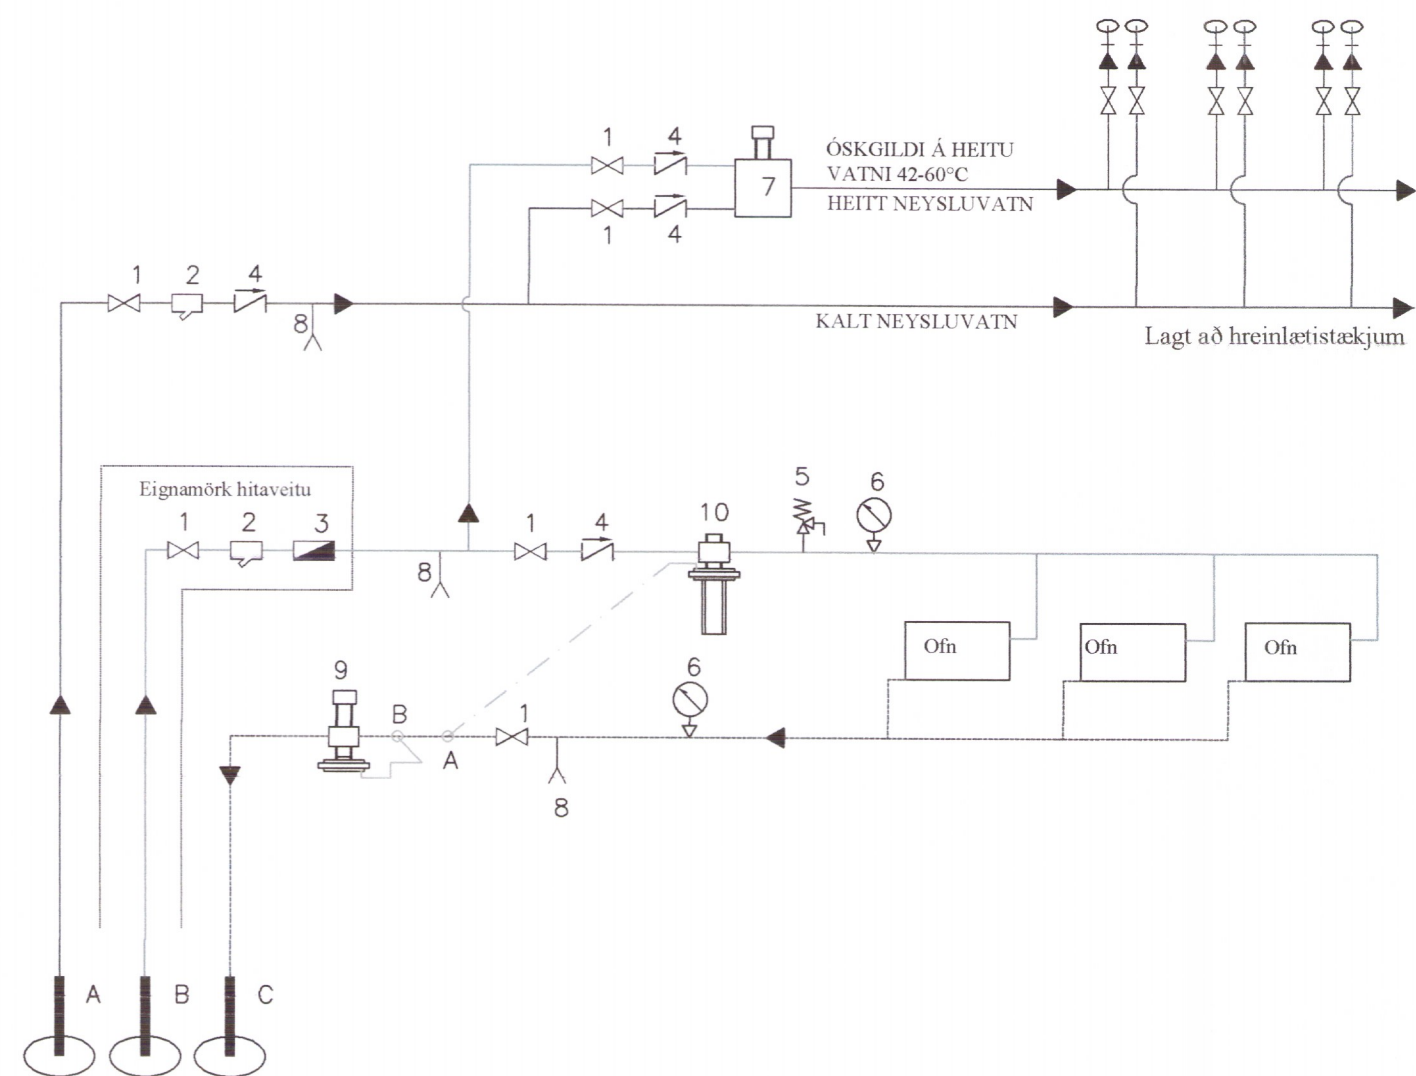 1 4
7
ÓSKGILDI Á HEITU
VATNI 42-60°C
HEITT NEYSLUVATN
1 4
1 2 4
8
KALT NEYSLUVATN
Lagt að hreinlætistækjum
Eignamörk hitaveitu
1 2 3
8
1 4
10
5 6
Ofn
Ofn
Ofn
9
B
A
1
6
8
A B C